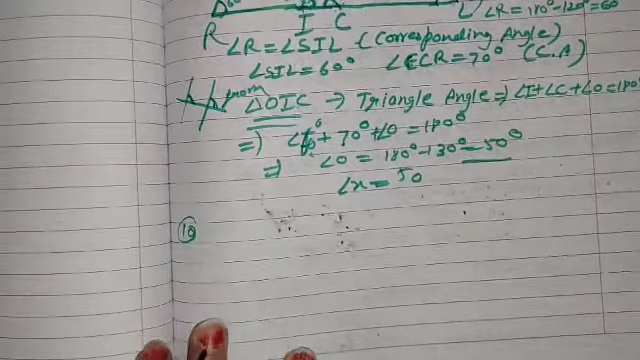 60°
I C
∠R = 180°-120°=60
R ∠R = ∠SIL (Corresponding Angle)
∠SIL = 60° ∠ECR = 70° (C.A)
from ΔOIC → Triangle Angle => ∠I+∠C+∠O=180°
=> 60° + 70° + ∠O = 180°
=> ∠O = 180°-130° = 50°
∠x = 50
10